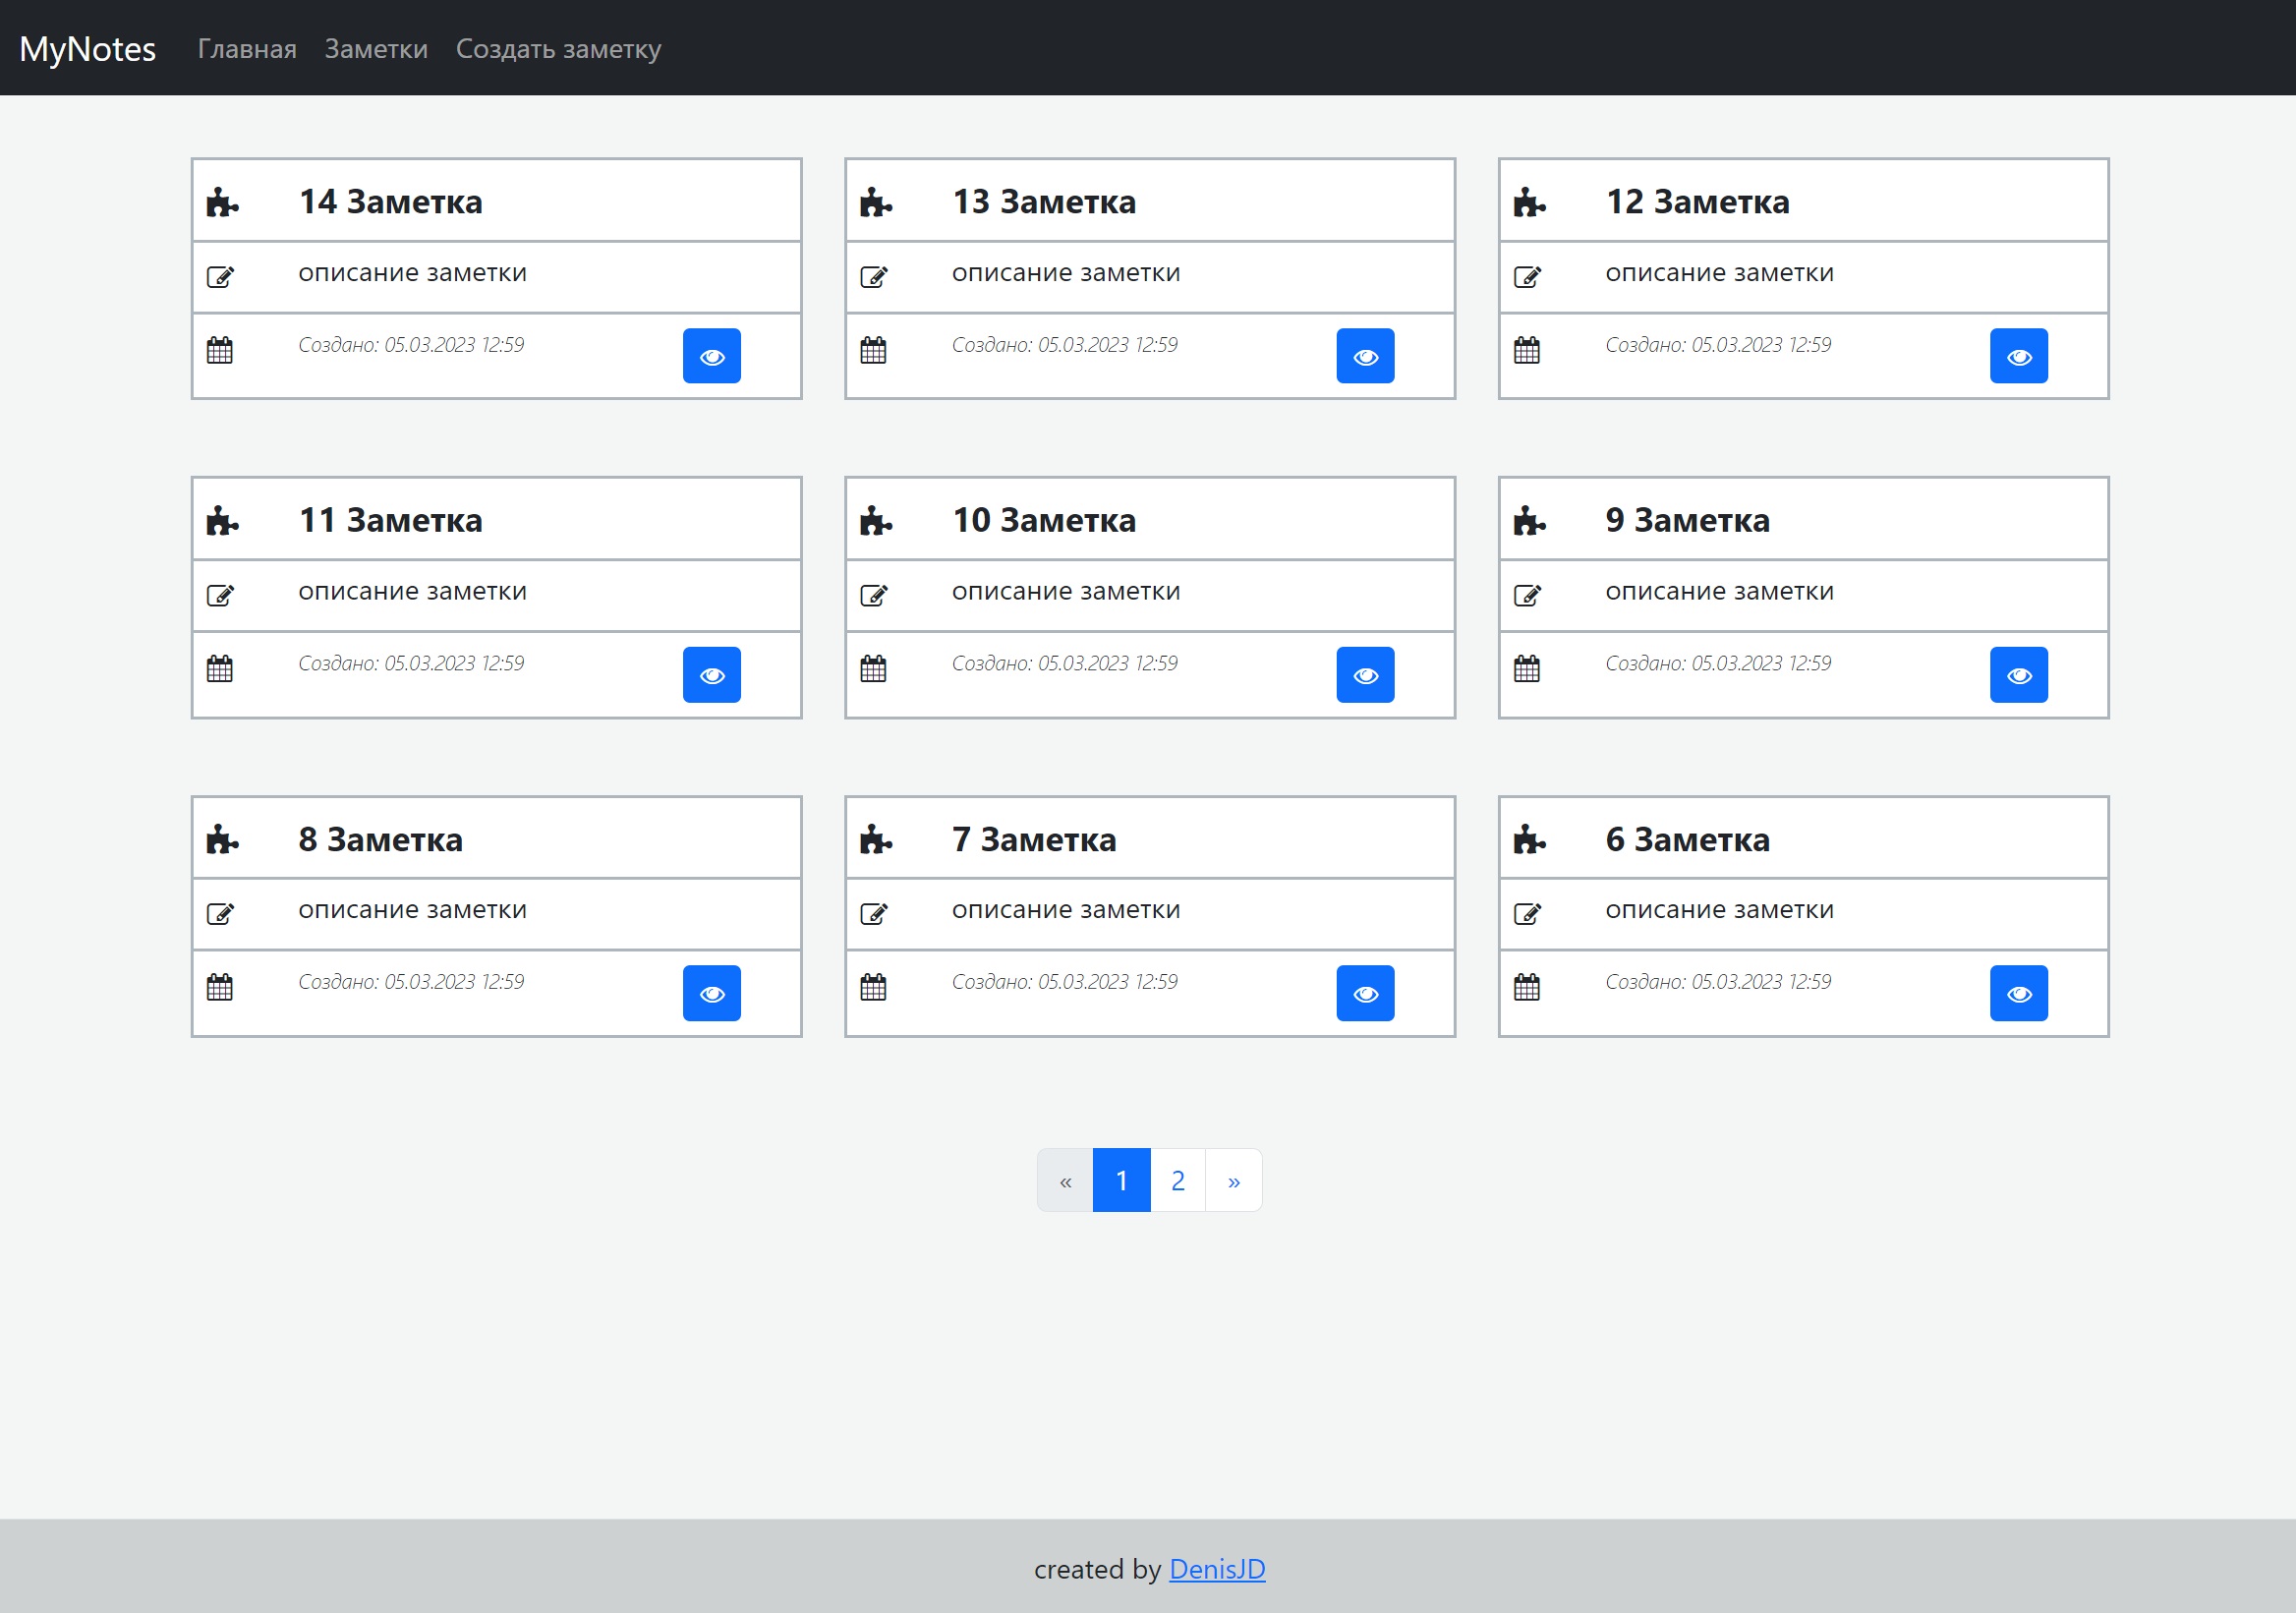 MyNotes Главная Заметки Создать заметку
14 Заметка
описание заметки
Создано: 05.03.2023 12:59
13 Заметка
описание заметки
Создано: 05.03.2023 12:59
12 Заметка
описание заметки
Создано: 05.03.2023 12:59
11 Заметка
описание заметки
Создано: 05.03.2023 12:59
10 Заметка
описание заметки
Создано: 05.03.2023 12:59
9 Заметка
описание заметки
Создано: 05.03.2023 12:59
8 Заметка
описание заметки
Создано: 05.03.2023 12:59
7 Заметка
описание заметки
Создано: 05.03.2023 12:59
6 Заметка
описание заметки
Создано: 05.03.2023 12:59
« 1 2 »
created by DenisJD